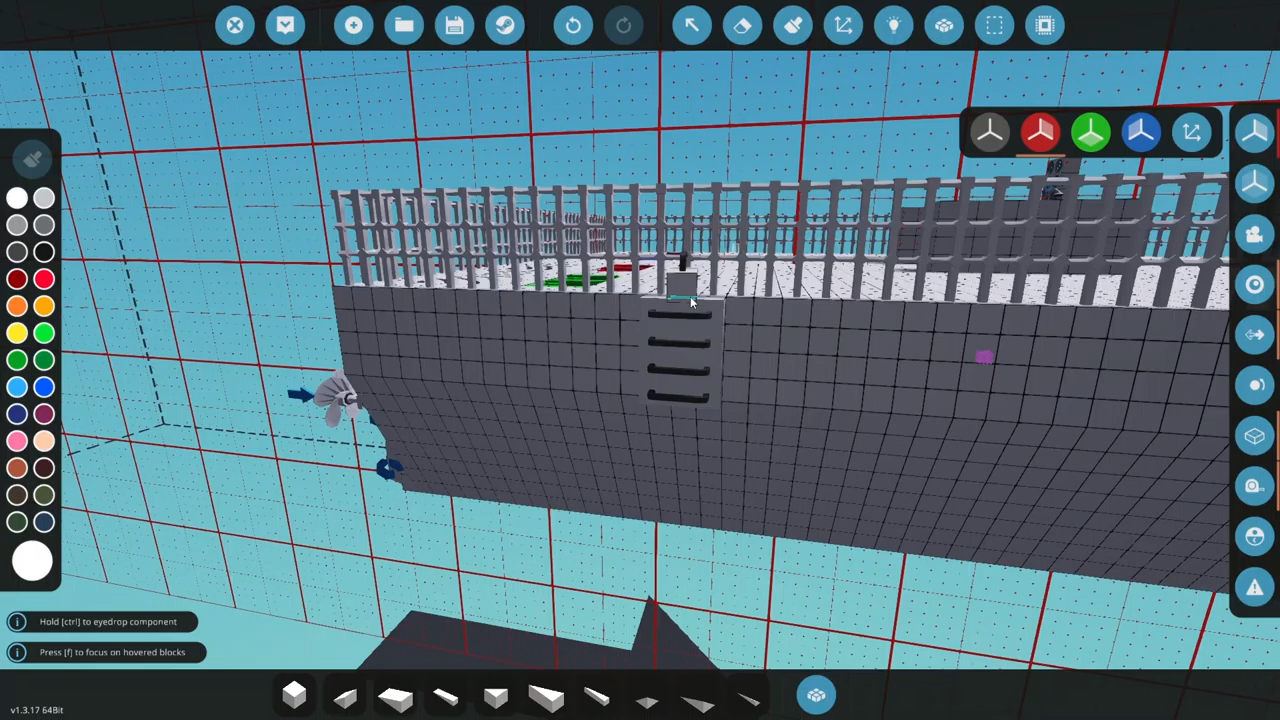 Hold [ctrl] to eyedrop component
Press [f] to focus on hovered blocks
v1.3.17 64Bit